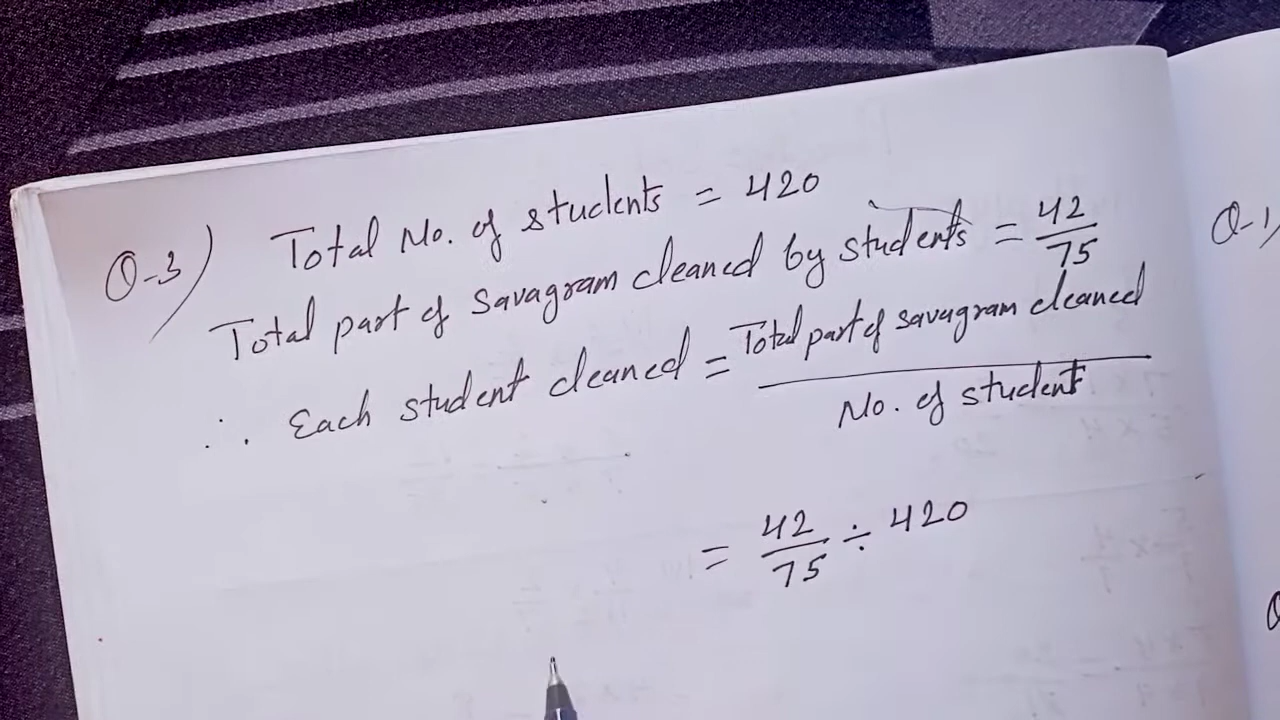 Q-3) Total No. of students = 420
Total part of savagram cleaned by students = 42/75
∴ Each student cleaned = Total part of savagram cleaned / No. of student
= 42/75 ÷ 420
Q-1)